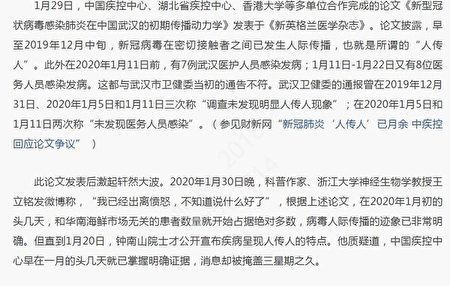 1月29日，中国疾控中心、湖北省疾控中心、香港大学等多单位合作完成的论文《新型冠
状病毒感染肺炎在中国武汉的初期传播动力学》发表于《新英格兰医学杂志》。论文披露，早
至2019年12月中旬，新冠病毒在密切接触者之间已发生人际传播，也就是所谓的“人传
人”。此外在2020年1月11日前，有7例武汉医护人员感染发病；1月11日-1月22日又有8位医
务人员感染发病。这都与武汉市卫健委当初的通告不符。武汉卫健委的通报曾在2019年12月
31日、2020年1月5日和1月11日三次称“调查未发现明显人传人现象”；在2020年1月5日和
1月11日两次称“未发现医务人员感染”。（参见财新网“新冠肺炎‘人传人’已月余 中疾控
回应论文争议”）
此论文发表后激起轩然大波。2020年1月30日晚，科普作家、浙江大学神经生物学教授王
立铭发微博称，“我已经出离愤怒，不知道说什么好了”，根据上述论文，在2020年1月初的
头几天，和华南海鲜市场无关的患者数量就开始占据绝对多数，病毒人际传播的迹象已非常明
确。但直到1月20日，钟南山院士才公开宣布疾病呈现人传人的特点。他质疑道，中国疾控中
心早在一月的头几天就已掌握明确证据，消息却被掩盖三星期之久。